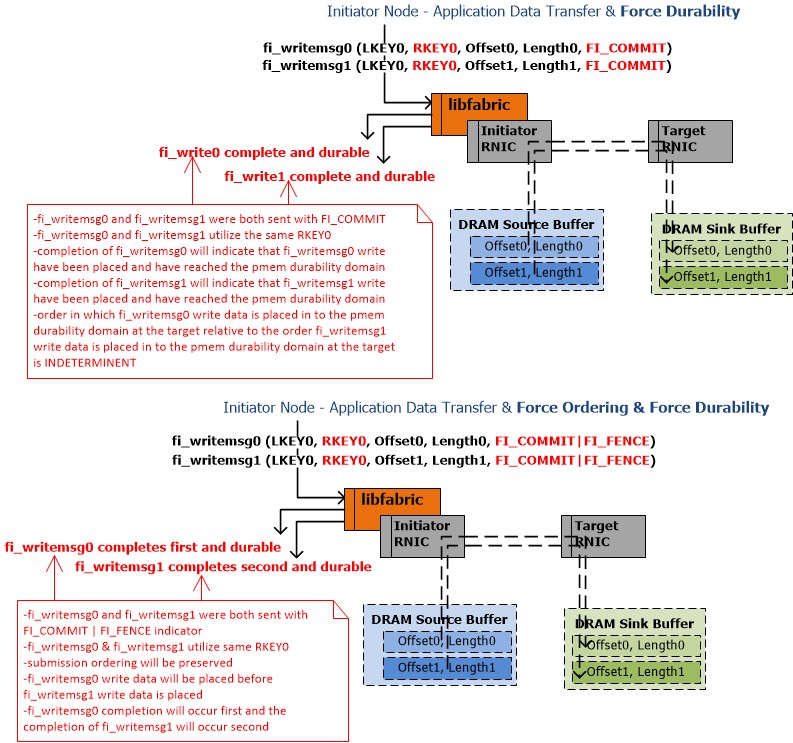 Initiator Node - Application Data Transfer & Force Durability
fi_writemsg0 (LKEY0, RKEY0, Offset0, Length0, FI_COMMIT)
fi_writemsg1 (LKEY0, RKEY0, Offset1, Length1, FI_COMMIT)
libfabric
Initiator
RNIC
Target
RNIC
fi_write0 complete and durable
fi_write1 complete and durable
-fi_writemsg0 and fi_writemsg1 were both sent with FI_COMMIT
-fi_writemsg0 and fi_writemsg1 utilize the same RKEY0
-completion of fi_writemsg0 will indicate that fi_writemsg0 write
have been placed and have reached the pmem durability domain
-completion of fi_writemsg1 will indicate that fi_writemsg1 write
have been placed and have reached the pmem durability domain
-order in which fi_writemsg0 write data is placed in to the pmem
durability domain at the target relative to the order fi_writemsg1
write data is placed in to the pmem durability domain at the target
is INDETERMINENT
DRAM Source Buffer
Offset0, Length0
Offset1, Length1
DRAM Sink Buffer
Offset0, Length0
Offset1, Length1
Initiator Node - Application Data Transfer & Force Ordering & Force Durability
fi_writemsg0 (LKEY0, RKEY0, Offset0, Length0, FI_COMMIT|FI_FENCE)
fi_writemsg1 (LKEY0, RKEY0, Offset1, Length1, FI_COMMIT|FI_FENCE)
libfabric
Initiator
RNIC
Target
RNIC
fi_writemsg0 completes first and durable
fi_writemsg1 completes second and durable
-fi_writemsg0 and fi_writemsg1 were both sent with
FI_COMMIT | FI_FENCE indicator
-fi_writemsg0 & fi_writemsg1 utilize same RKEY0
-submission ordering will be preserved
-fi_writemsg0 write data will be placed before
fi_writemsg1 write data is placed
-fi_writemsg0 completion will occur first and the
completion of fi_writemsg1 will occur second
DRAM Source Buffer
Offset0, Length0
Offset1, Length1
DRAM Sink Buffer
Offset0, Length0
Offset1, Length1